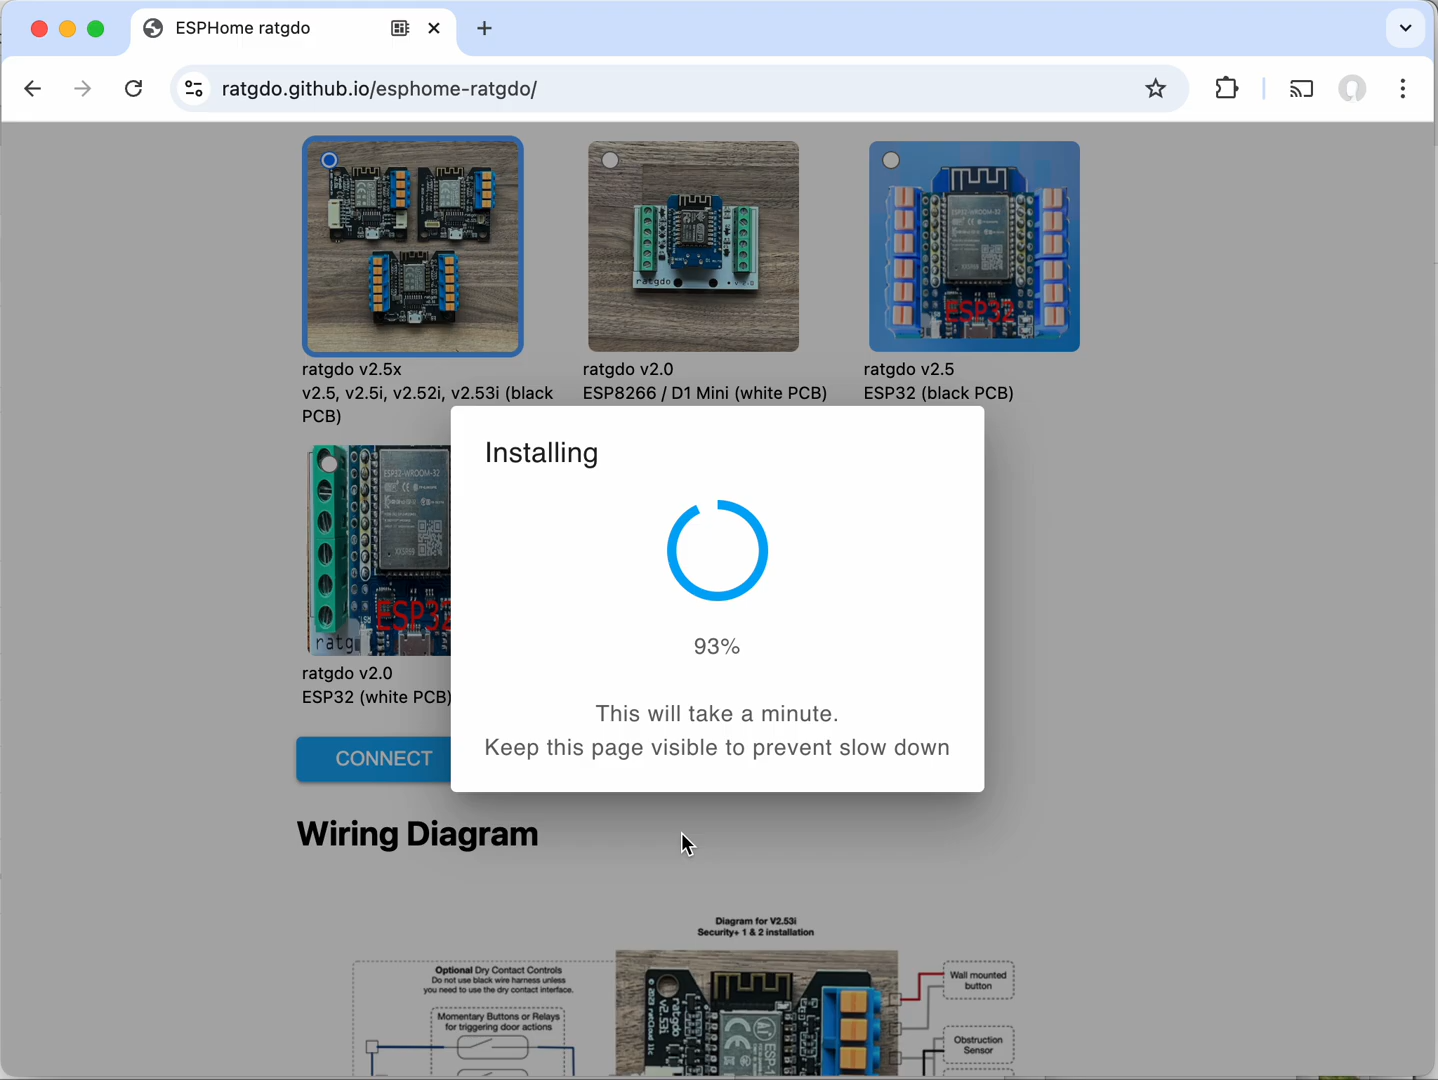 ESPHome ratgdo
ratgdo.github.io/esphome-ratgdo/
ratgdo
ESP32
ratgdo v2.5x
v2.5, v2.5i, v2.52i, v2.53i (black
PCB)
ratgdo v2.0
ESP8266 / D1 Mini (white PCB)
ratgdo v2.5
ESP32 (black PCB)
ESP32
ratg
ratgdo v2.0
ESP32 (white PCB)
Installing
93%
This will take a minute.
Keep this page visible to prevent slow down
CONNECT
Wiring Diagram
Diagram for V2.53i
Security+ 1 & 2 installation
Optional Dry Contact Controls
Do not use black wire harness unless
you need to use the dry contact interface.
Momentary Buttons or Relays
for triggering door actions
Wall mounted
button
Obstruction
Sensor